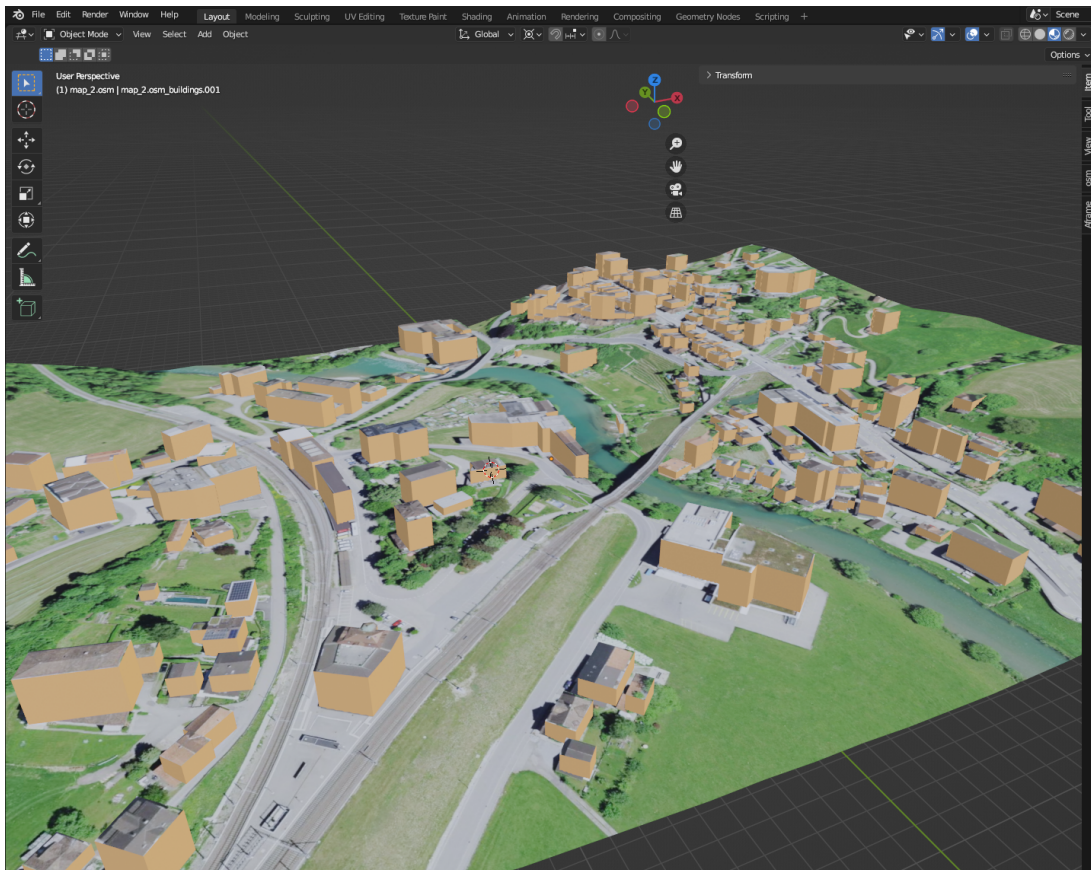 File Edit Render Window Help Layout Modeling Sculpting UV Editing Texture Paint Shading Animation Rendering Compositing Geometry Nodes Scripting + Scene
Object Mode View Select Add Object Global
Options
User Perspective
(1) map_2.osm | map_2.osm_buildings.001
Transform
Z
Y
X
Item
Tool
View
osm
Aframe